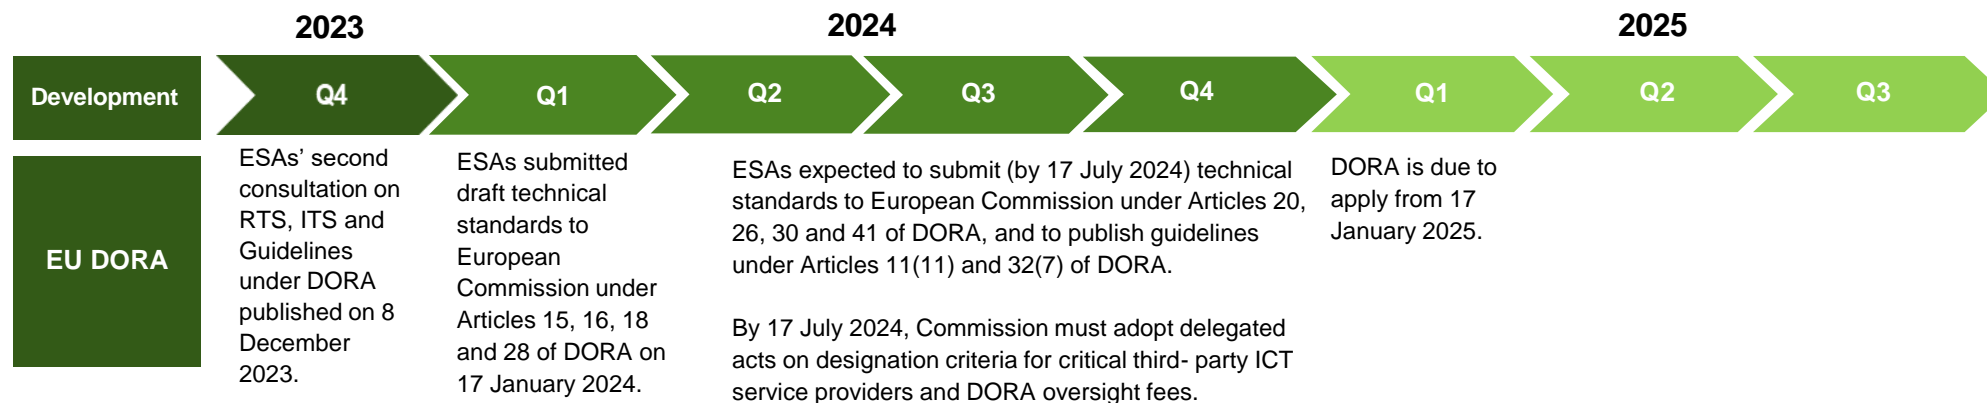 2023
2024
2025
Development
Q4
Q1
Q2
Q3
Q4
Q1
Q2
Q3
EU DORA
ESAs’ second
consultation on
RTS, ITS and
Guidelines
under DORA
published on 8
December
2023.
ESAs submitted
draft technical
standards to
European
Commission under
Articles 15, 16, 18
and 28 of DORA on
17 January 2024.
ESAs expected to submit (by 17 July 2024) technical
standards to European Commission under Articles 20,
26, 30 and 41 of DORA, and to publish guidelines
under Articles 11(11) and 32(7) of DORA.
By 17 July 2024, Commission must adopt delegated
acts on designation criteria for critical third- party ICT
service providers and DORA oversight fees.
DORA is due to
apply from 17
January 2025.